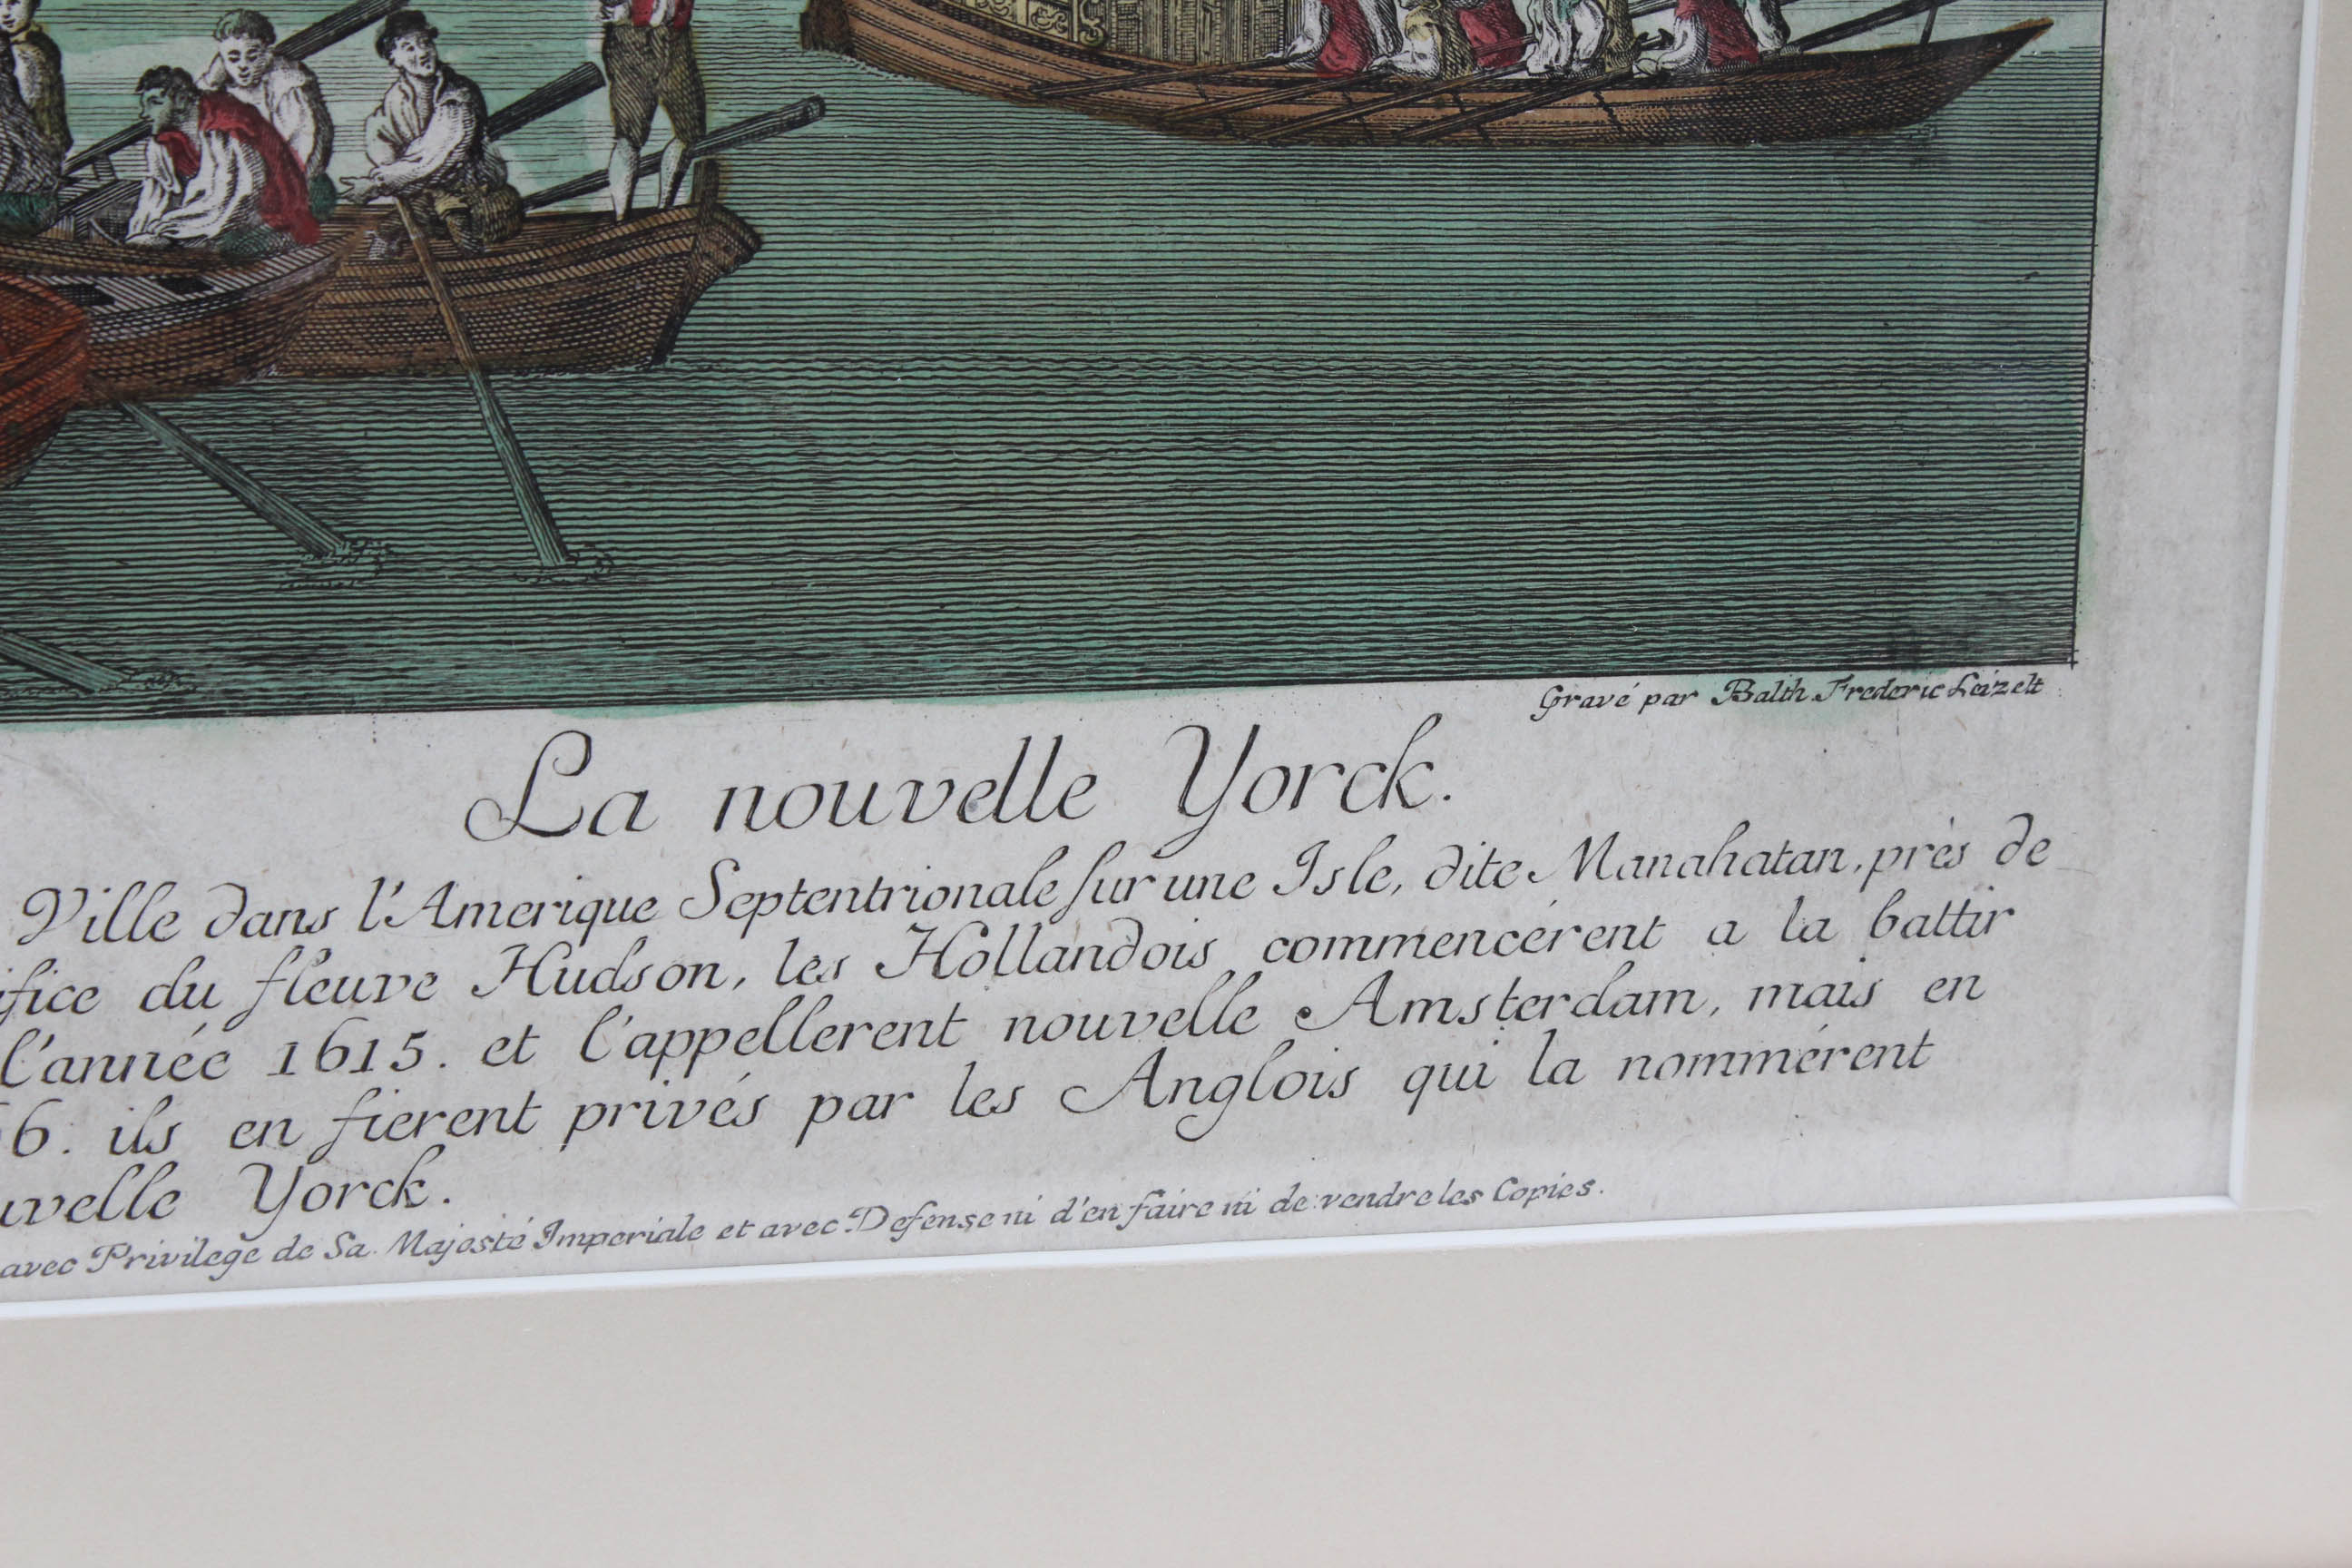 Gravé par Balth Frederic Leizelt
La nouvelle Yorck.
Ville dans l'Amerique Septentrionale ſur une Isle, dite Manahatan, près de
du fleuve Hudson, les Hollandois commencérent a la battir
l'année 1615. et l'appellerent nouvelle Amsterdam, mais en
6. ils en fierent privés par les Anglois qui la nommérent
Yorck.
avec Privilege de Sa Majesté Imperiale et avec Defense ni d'en faire ni de vendre les Copies.